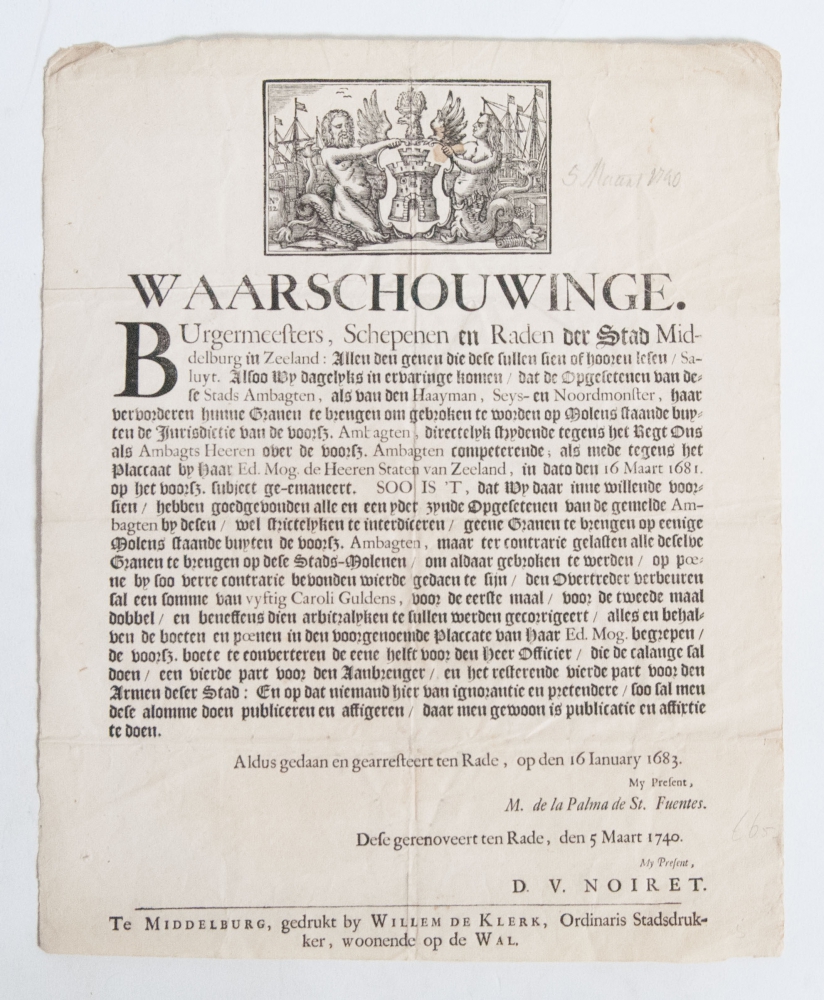 5 Maart 1740
WAARSCHOUWINGE.
BUrgermeesters, Schepenen en Raden der Stad Mid-
delburg in Zeeland: Allen den genen die dese sullen sien of hooren lesen / Sa-
luyt. Alsoo Wy dagelyks in ervaringe komen / dat de Opgesetenen van de-
se Stads Ambagten, als van den Haayman, Seys- en Noordmonster, haar
vervorderen hunne Granen te brengen om gebroken te worden op Molens staande buy-
ten de Jurisdictie van de voorsz. Ambagten, directelyk strydende tegens het Regt Ons
als Ambagts Heeren over de voorsz. Ambagten competerende; als mede tegens het
Placcaat by Haar Ed. Mog. de Heeren Staten van Zeeland, in dato den 16 Maart 1681.
op het voorsz. subject ge-emaneert. SOO IS 'T, dat Wy daar inne willende voor-
sien / hebben goedgevonden alle en een yder zynde Opgesetenen van de gemelde Am-
bagten by desen / wel strictelyken te interdiceren / geene Granen te brengen op eenige
Molens staande buyten de voorsz. Ambagten, maar ter contrarie gelasten alle deselve
Granen te brengen op dese Stads-Molenen / om aldaar gebroken te werden / op pœ-
ne by soo verre contrarie bevonden wierde gedaen te sijn / den Overtreder verbeuren
sal een somme van vyftig Caroli Guldens, voor de eerste maal / voor de tweede maal
dobbel / en beneffens dien arbitralyken te sullen werden gecorrigeert / alles en behal-
ven de boeten en pœnen in den voorgenoemde Placcate van Haar Ed. Mog. begrepen /
de voorsz. boete te converteren de eene helft voor den Heer Officier / die de calange sal
doen / een vierde part voor den Aanbrenger / en het resterende vierde part voor den
Armen deser Stad: En op dat niemand hier van ignorantie en pretendere / soo sal men
dese alomme doen publiceren en affigeren / daar men gewoon is publicatie en affixtie
te doen.
Aldus gedaan en gearresteert ten Rade, op den 16 Ianuary 1683.
My Present,
M. de la Palma de St. Fuentes.
Dese gerenoveert ten Rade, den 5 Maart 1740.
My Present,
D. V. NOIRET.
Te MIDDELBURG, gedrukt by WILLEM DE KLERK, Ordinaris Stadsdruk-
ker, woonende op de WAL.